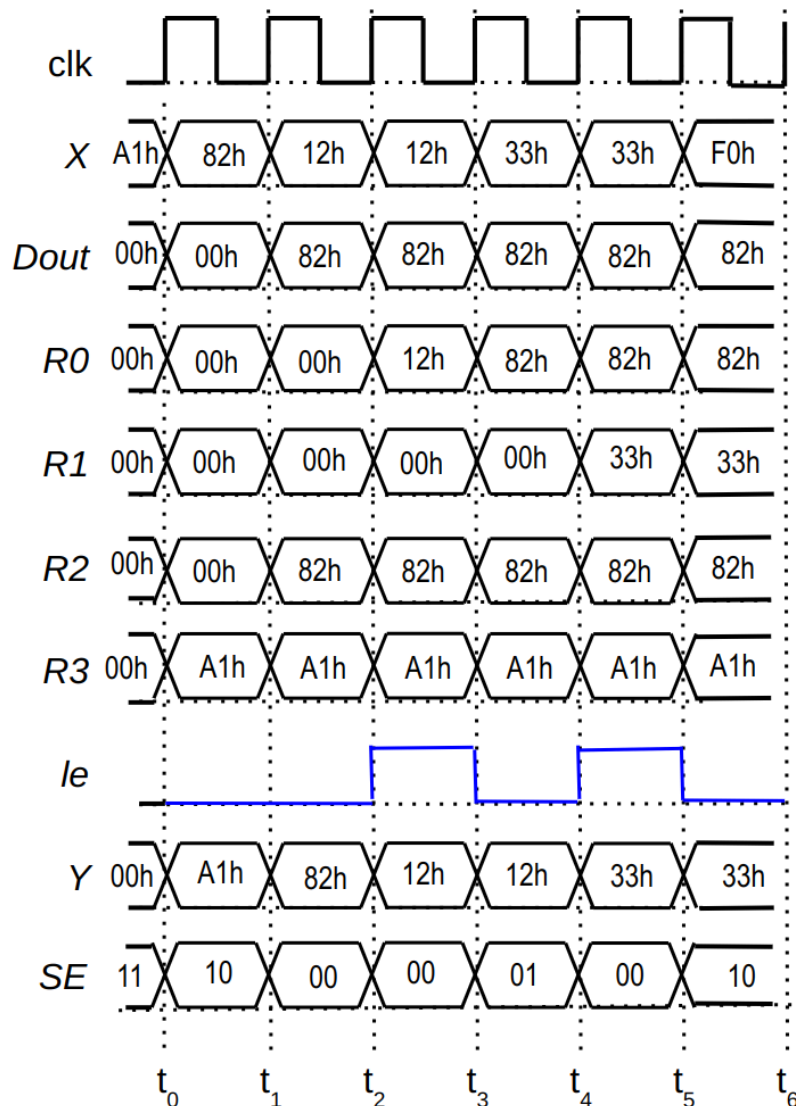 clk
X A1h 82h 12h 12h 33h 33h F0h
Dout 00h 00h 82h 82h 82h 82h 82h
R0 00h 00h 00h 12h 82h 82h 82h
R1 00h 00h 00h 00h 00h 33h 33h
R2 00h 00h 82h 82h 82h 82h 82h
R3 00h A1h A1h A1h A1h A1h A1h
le
Y 00h A1h 82h 12h 12h 33h 33h
SE 11 10 00 00 01 00 10
t0 t1 t2 t3 t4 t5 t6